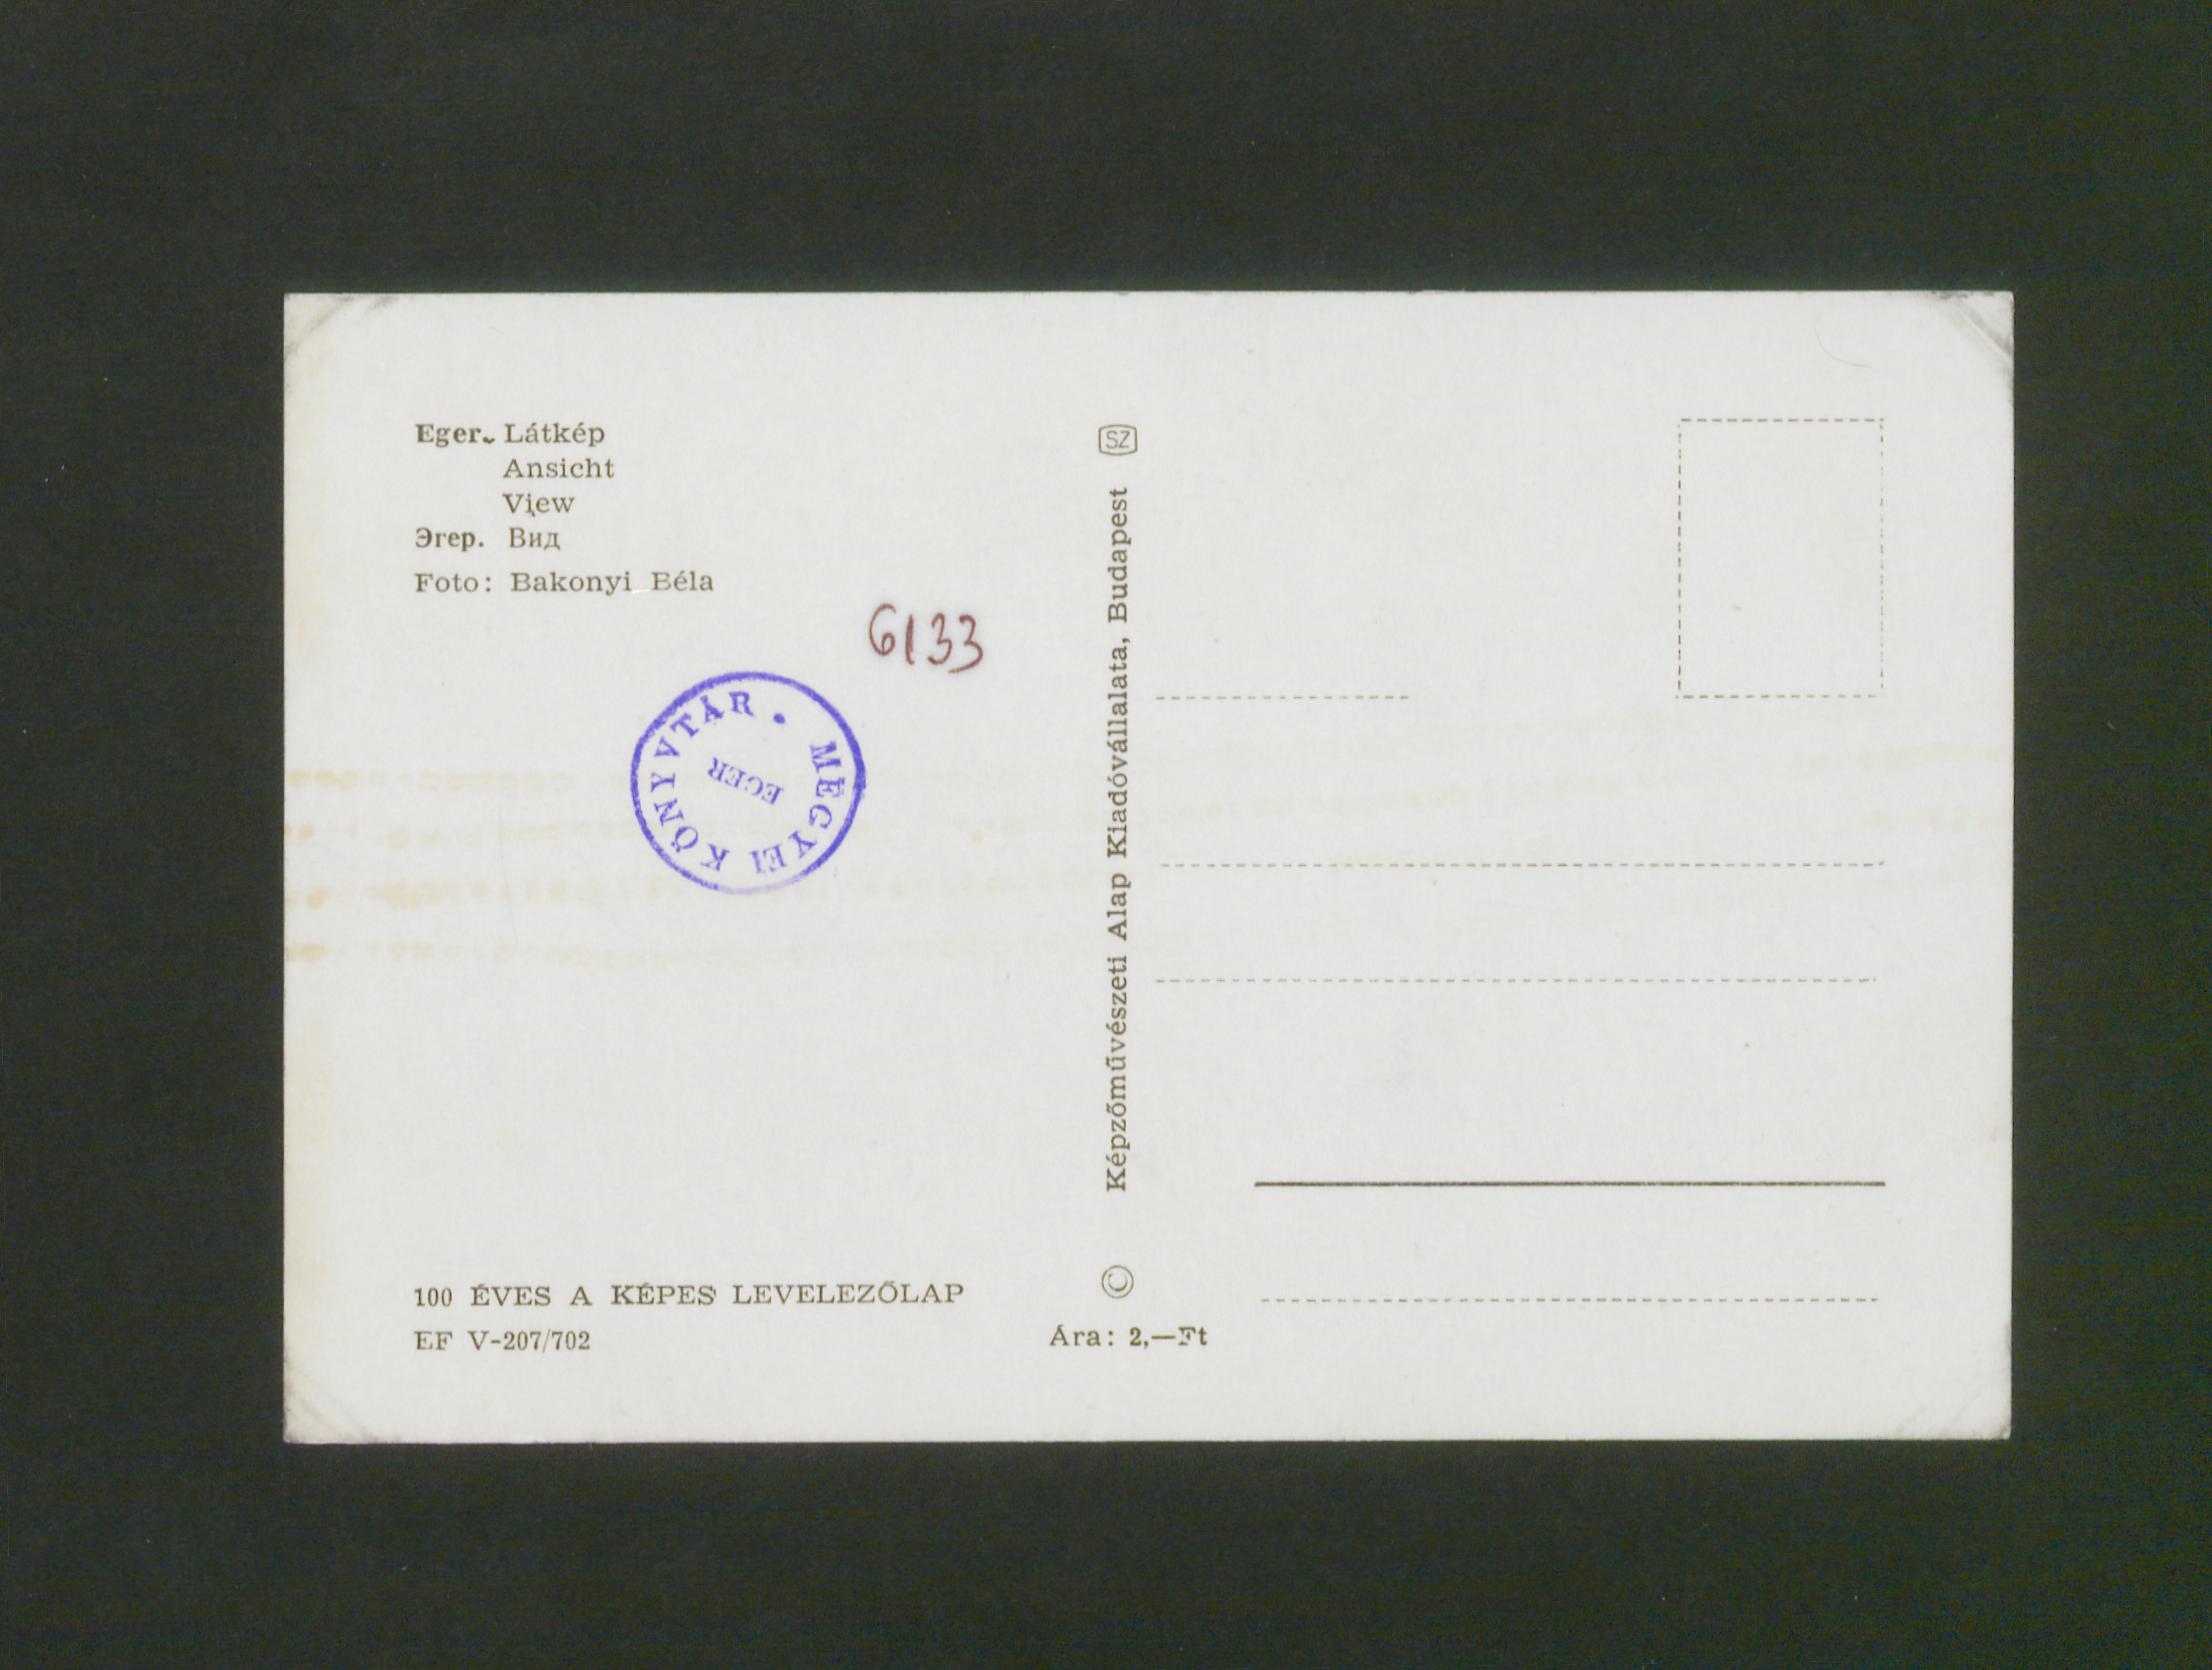 Eger. Látkép
Ansicht
View
Эгер. Вид
Foto: Bakonyi Béla
6133
MEGYEI KÖNYVTÁR •
EGER
100 ÉVES A KÉPES LEVELEZŐLAP
EF V-207/702
SZ
Képzőművészeti Alap Kiadóvállalata, Budapest
©
Ára: 2,—Ft